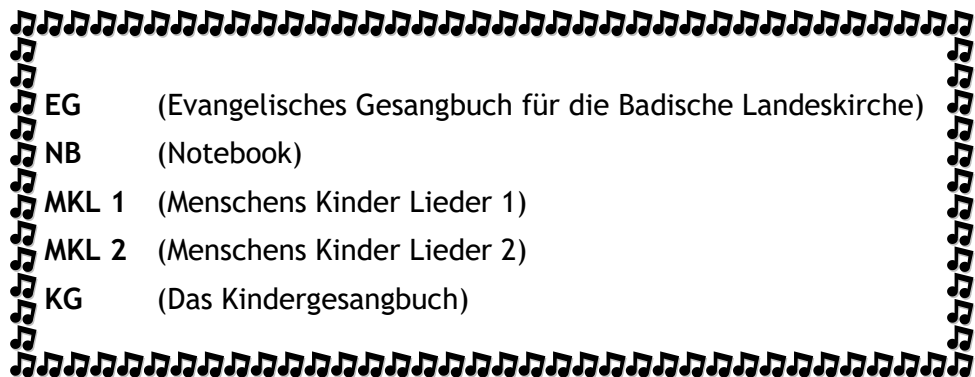 EG (Evangelisches Gesangbuch für die Badische Landeskirche)
NB (Notebook)
MKL 1 (Menschens Kinder Lieder 1)
MKL 2 (Menschens Kinder Lieder 2)
KG (Das Kindergesangbuch)